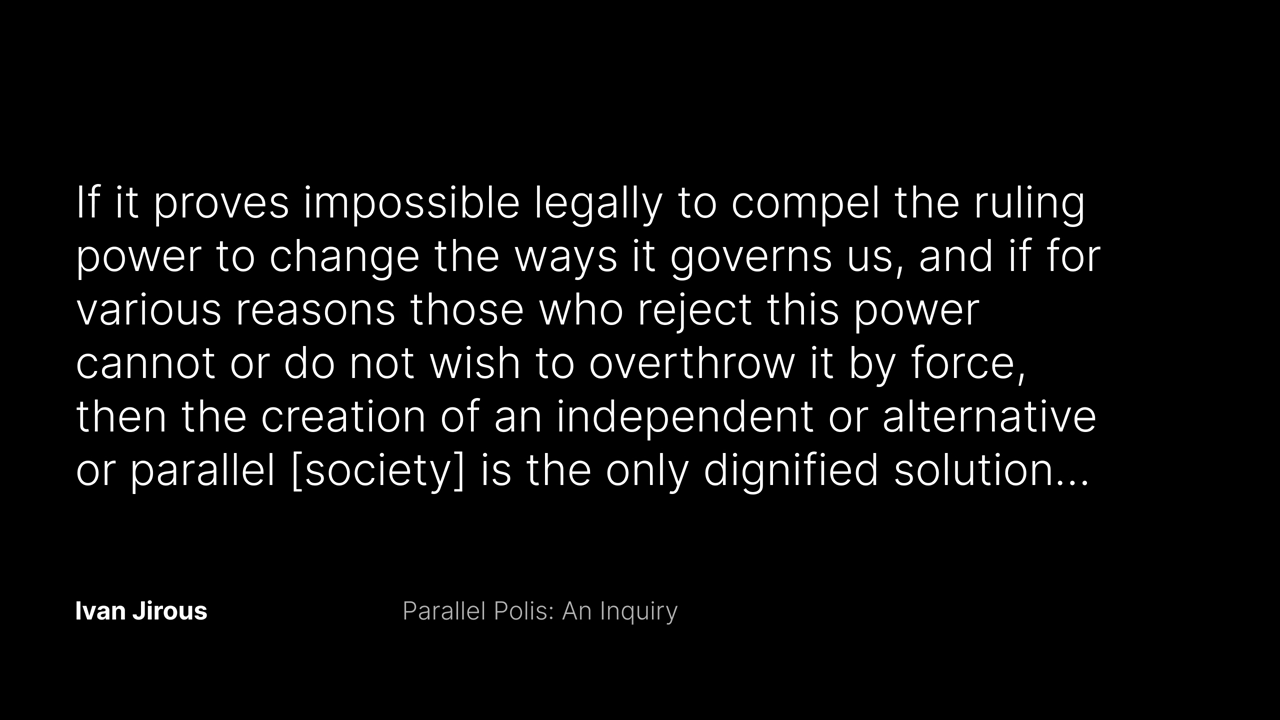 If it proves impossible legally to compel the ruling
power to change the ways it governs us, and if for
various reasons those who reject this power
cannot or do not wish to overthrow it by force,
then the creation of an independent or alternative
or parallel [society] is the only dignified solution...
Ivan Jirous
Parallel Polis: An Inquiry